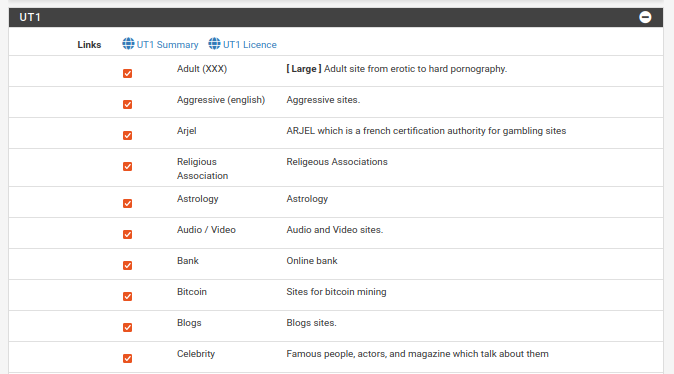 UT1
Links UT1 Summary UT1 Licence
Adult (XXX) [ Large ] Adult site from erotic to hard pornography.
Aggressive (english) Aggressive sites.
Arjel ARJEL which is a french certification authority for gambling sites
Religious Religeous Associations
Association
Astrology Astrology
Audio / Video Audio and Video sites.
Bank Online bank
Bitcoin Sites for bitcoin mining
Blogs Blogs sites.
Celebrity Famous people, actors, and magazine which talk about them